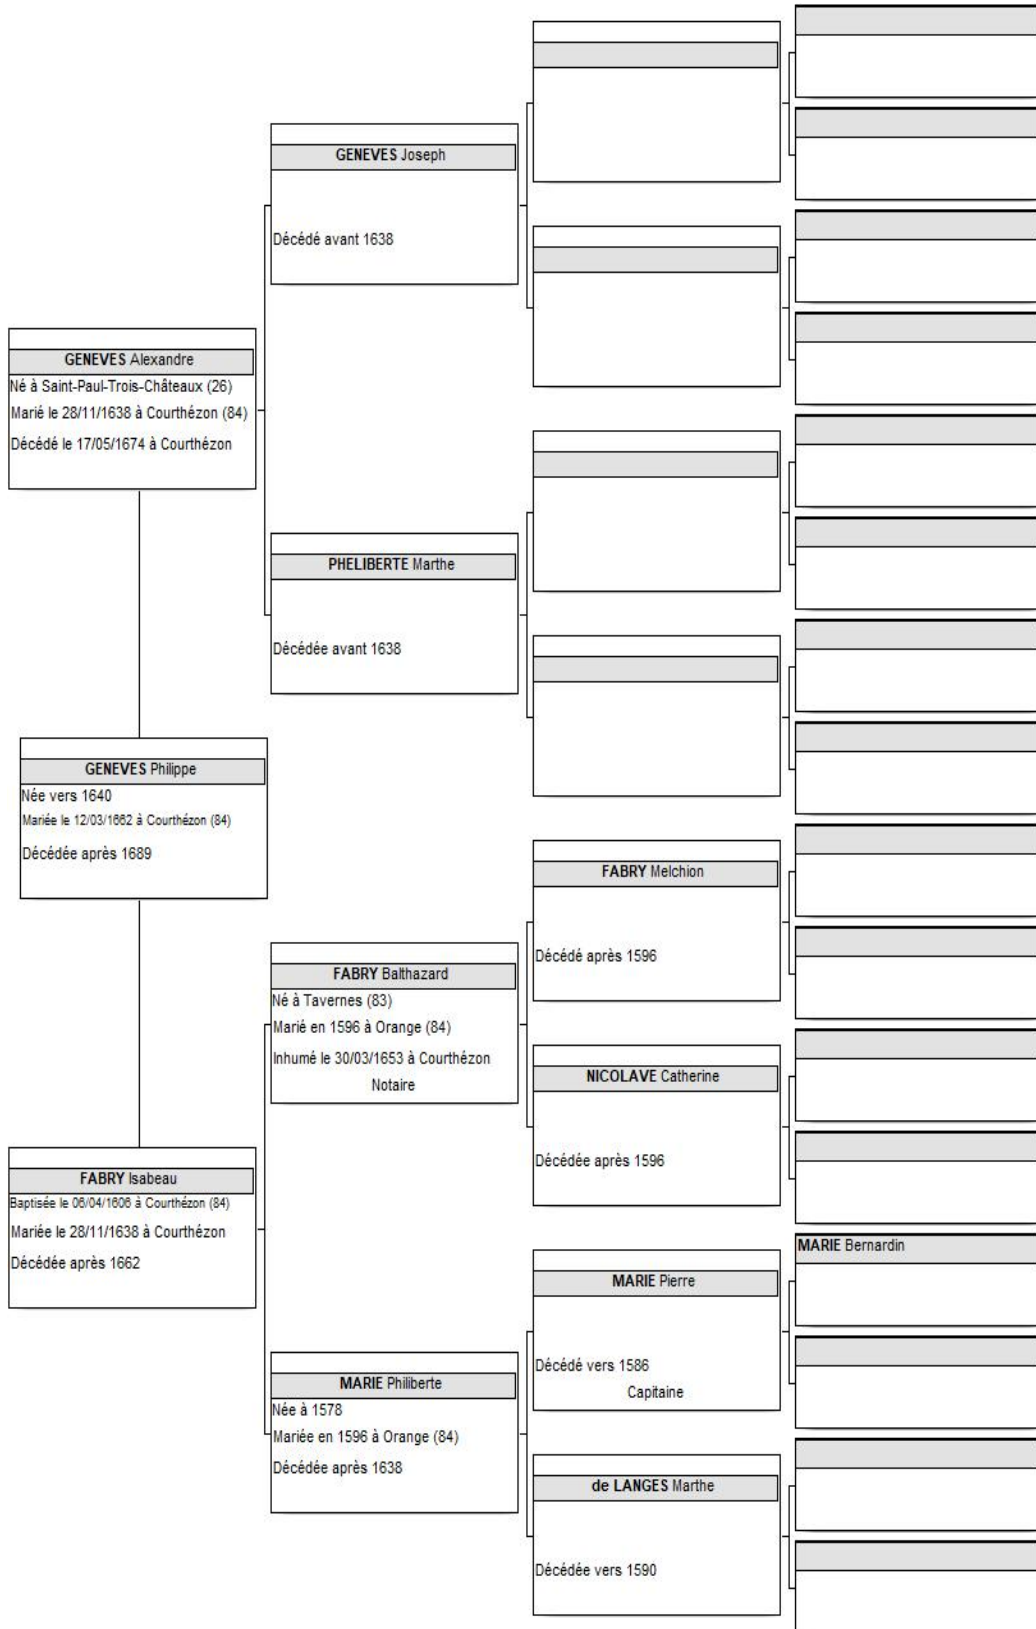 GENEVES Joseph
Décédé avant 1638
GENEVES Alexandre
Né à Saint-Paul-Trois-Châteaux (26)
Marié le 28/11/1638 à Courthézon (84)
Décédé le 17/05/1674 à Courthézon
PHELIBERTE Marthe
Décédée avant 1638
GENEVES Philippe
Née vers 1640
Mariée le 12/03/1662 à Courthézon (84)
Décédée après 1689
FABRY Melchion
Décédé après 1596
FABRY Balthazard
Né à Tavernes (83)
Marié en 1596 à Orange (84)
Inhumé le 30/03/1653 à Courthézon
Notaire
NICOLAVE Catherine
Décédée après 1596
FABRY Isabeau
Baptisée le 06/04/1606 à Courthézon (84)
Mariée le 28/11/1638 à Courthézon
Décédée après 1662
MARIE Bernardin
MARIE Pierre
Décédé vers 1586
Capitaine
MARIE Philiberte
Née à 1578
Mariée en 1596 à Orange (84)
Décédée après 1638
de LANGES Marthe
Décédée vers 1590